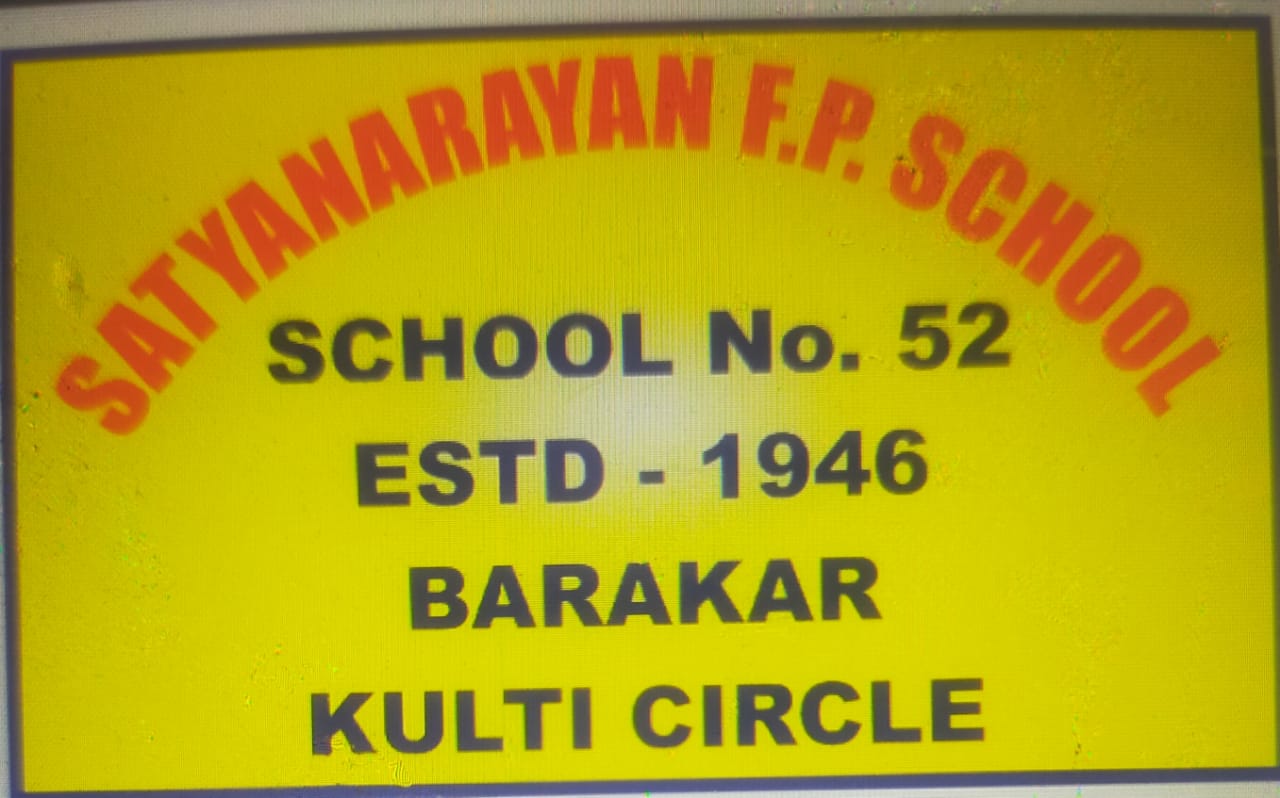 SATYANARAYAN F.P. SCHOOL
SCHOOL No. 52
ESTD - 1946
BARAKAR
KULTI CIRCLE